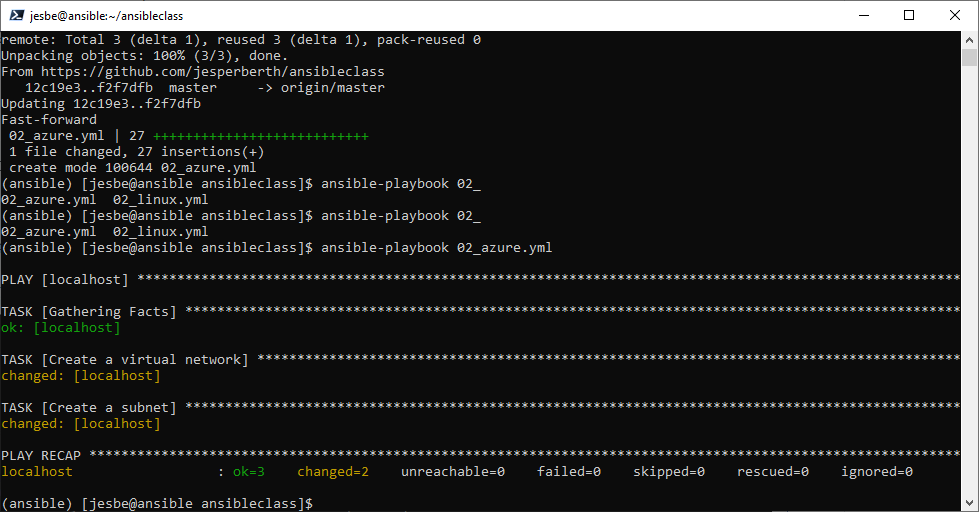 jesbe@ansible:~/ansibleclass
remote: Total 3 (delta 1), reused 3 (delta 1), pack-reused 0
Unpacking objects: 100% (3/3), done.
From https://github.com/jesperberth/ansibleclass
   12c19e3..f2f7dfb  master     -> origin/master
Updating 12c19e3..f2f7dfb
Fast-forward
 02_azure.yml | 27 +++++++++++++++++++++++++++
 1 file changed, 27 insertions(+)
 create mode 100644 02_azure.yml
(ansible) [jesbe@ansible ansibleclass]$ ansible-playbook 02_
02_azure.yml  02_linux.yml
(ansible) [jesbe@ansible ansibleclass]$ ansible-playbook 02_
02_azure.yml  02_linux.yml
(ansible) [jesbe@ansible ansibleclass]$ ansible-playbook 02_azure.yml
PLAY [localhost] *******************************************************************************************************
TASK [Gathering Facts] *************************************************************************************************
ok: [localhost]
TASK [Create a virtual network] ****************************************************************************************
changed: [localhost]
TASK [Create a subnet] *************************************************************************************************
changed: [localhost]
PLAY RECAP *************************************************************************************************************
localhost                  : ok=3    changed=2    unreachable=0    failed=0    skipped=0    rescued=0    ignored=0
(ansible) [jesbe@ansible ansibleclass]$